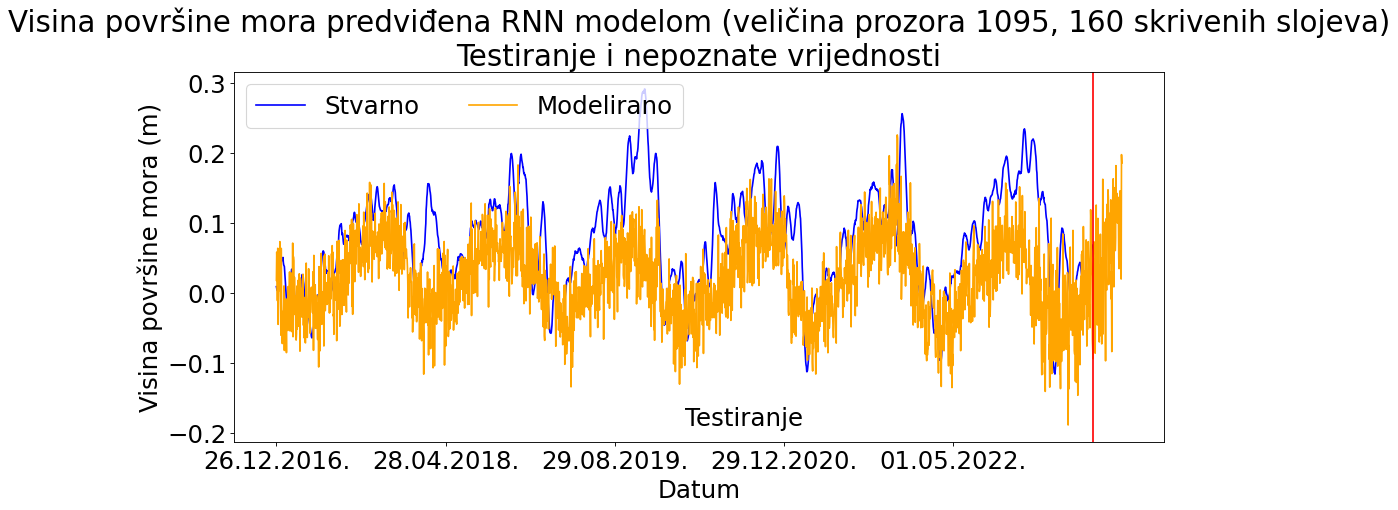 Visina površine mora predviđena RNN modelom (veličina prozora 1095, 160 skrivenih slojeva)
Testiranje i nepoznate vrijednosti
Stvarno
Modelirano
Visina površine mora (m)
0.3
0.2
0.1
0.0
−0.1
−0.2
Testiranje
26.12.2016.
28.04.2018.
29.08.2019.
29.12.2020.
01.05.2022.
Datum